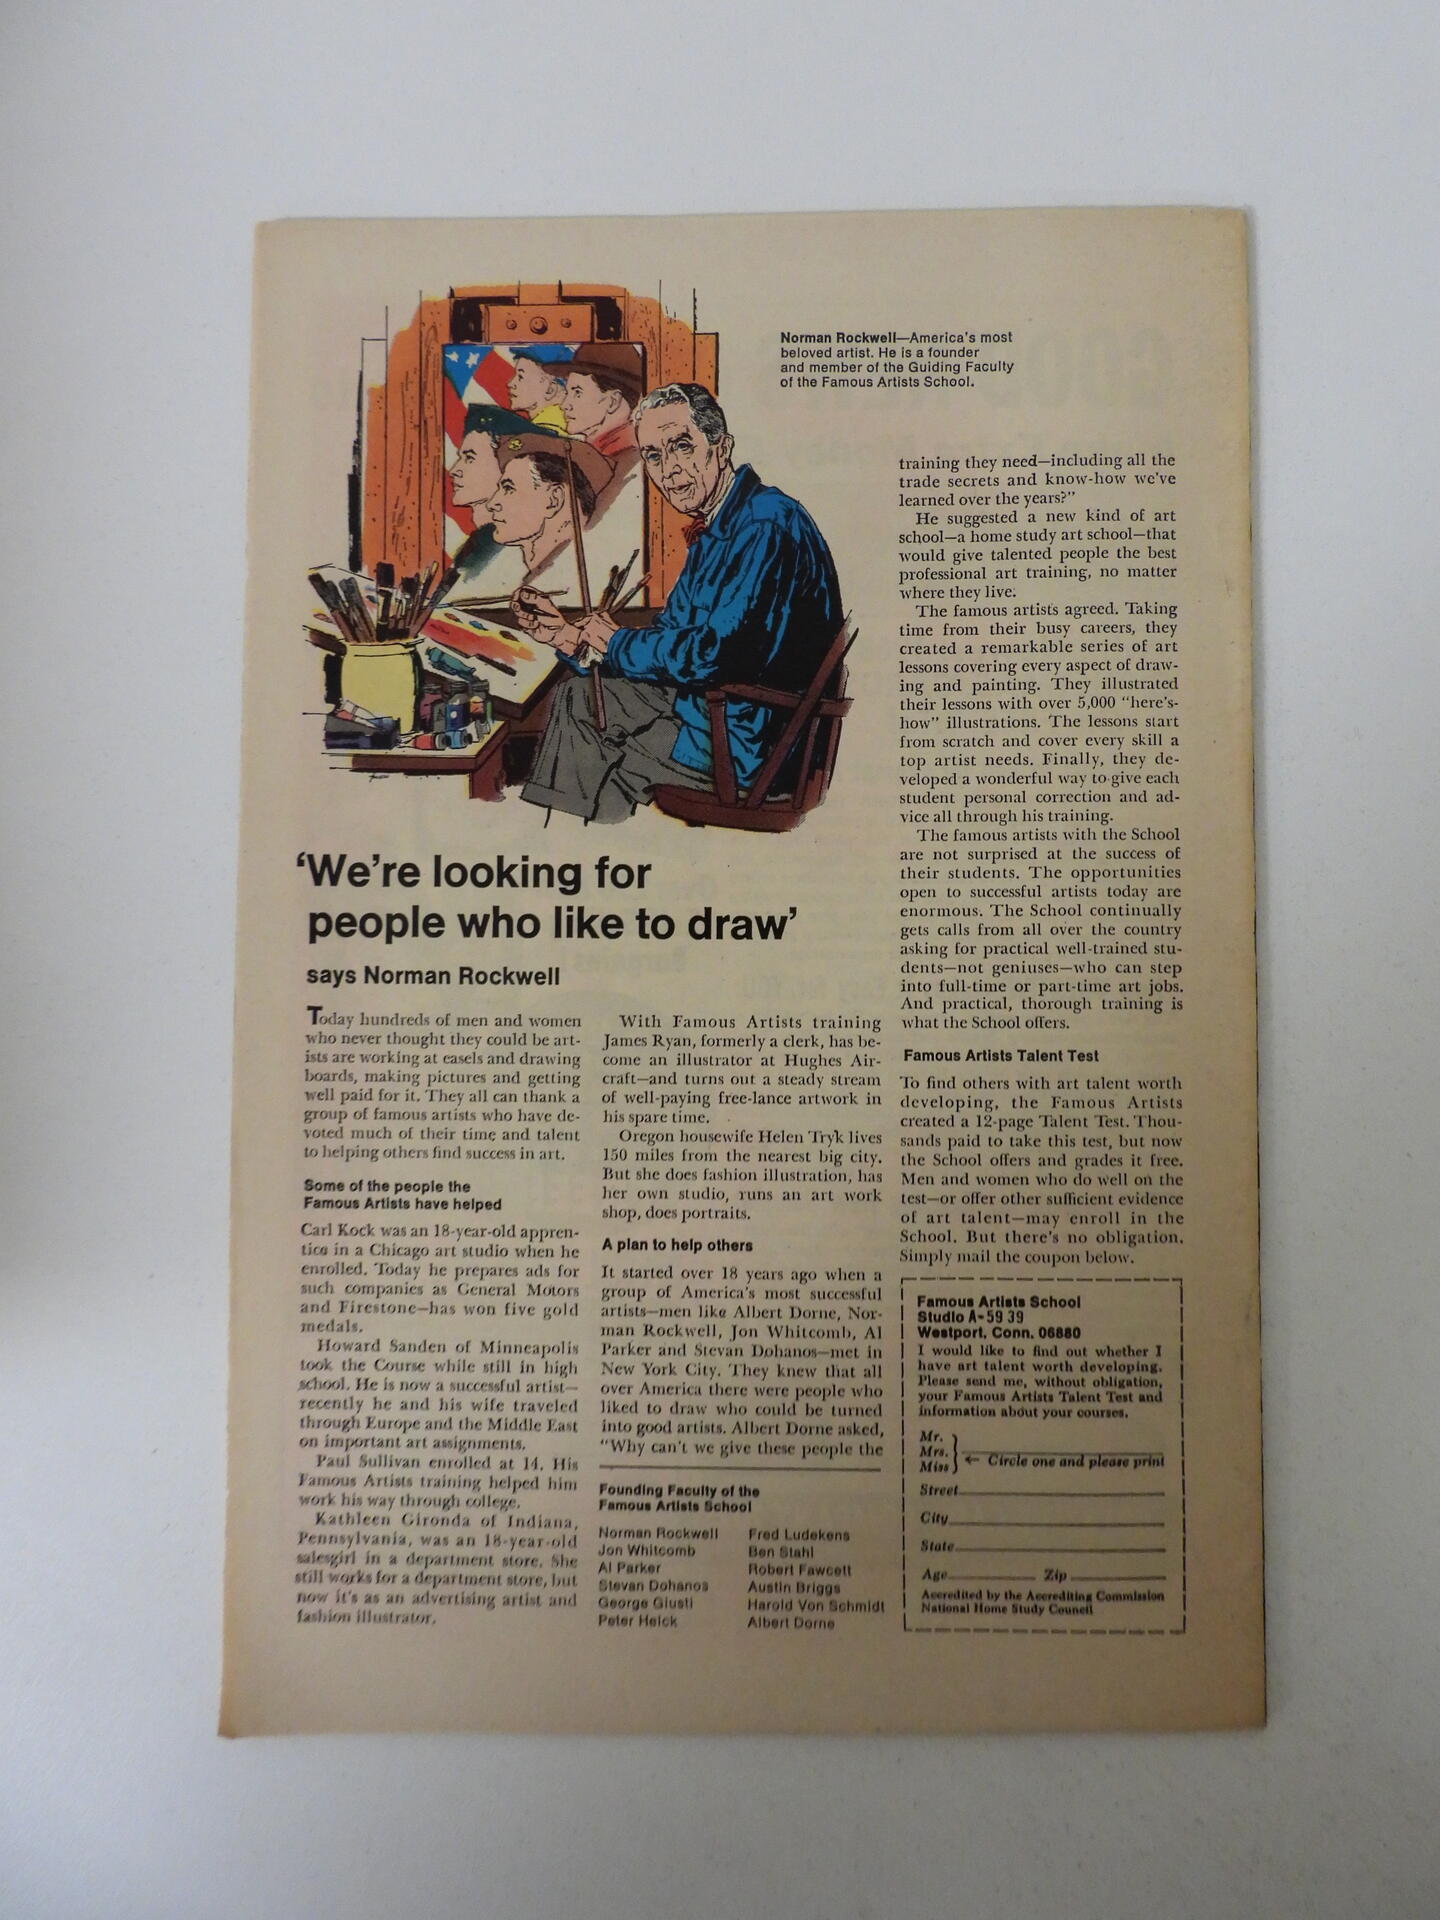 Norman Rockwell—America's most
beloved artist. He is a founder
and member of the Guiding Faculty
of the Famous Artists School.
'We're looking for
people who like to draw'
says Norman Rockwell
Today hundreds of men and women
who never thought they could be art-
ists are working at easels and drawing
boards, making pictures and getting
well paid for it. They all can thank a
group of famous artists who have de-
voted much of their time and talent
to helping others find success in art.
Some of the people the
Famous Artists have helped
Carl Kock was an 18-year-old appren-
tice in a Chicago art studio when he
enrolled. Today he prepares ads for
such companies as General Motors
and Firestone—has won five gold
medals.
Howard Sanden of Minneapolis
took the Course while still in high
school. He is now a successful artist—
recently he and his wife traveled
through Europe and the Middle East
on important art assignments.
Paul Sullivan enrolled at 14. His
Famous Artists training helped him
work his way through college.
Kathleen Gironda of Indiana,
Pennsylvania, was an 18-year-old
salesgirl in a department store. She
still works for a department store, but
now it's as an advertising artist and
fashion illustrator.
With Famous Artists training
James Ryan, formerly a clerk, has be-
come an illustrator at Hughes Air-
craft—and turns out a steady stream
of well-paying free-lance artwork in
his spare time.
Oregon housewife Helen Tryk lives
150 miles from the nearest big city.
But she does fashion illustration, has
her own studio, runs an art work
shop, does portraits.
A plan to help others
It started over 18 years ago when a
group of America's most successful
artists—men like Albert Dorne, Nor-
man Rockwell, Jon Whitcomb, Al
Parker and Stevan Dohanos—met in
New York City. They knew that all
over America there were people who
liked to draw who could be turned
into good artists. Albert Dorne asked,
"Why can't we give these people the
Founding Faculty of the
Famous Artists School
Norman Rockwell
Jon Whitcomb
Al Parker
Stevan Dohanos
George Giusti
Peter Helck
Fred Ludekens
Ben Stahl
Robert Fawcett
Austin Briggs
Harold Von Schmidt
Albert Dorne
training they need—including all the
trade secrets and know-how we've
learned over the years?"
He suggested a new kind of art
school—a home study art school—that
would give talented people the best
professional art training, no matter
where they live.
The famous artists agreed. Taking
time from their busy careers, they
created a remarkable series of art
lessons covering every aspect of draw-
ing and painting. They illustrated
their lessons with over 5,000 "here's-
how" illustrations. The lessons start
from scratch and cover every skill a
top artist needs. Finally, they de-
veloped a wonderful way to give each
student personal correction and ad-
vice all through his training.
The famous artists with the School
are not surprised at the success of
their students. The opportunities
open to successful artists today are
enormous. The School continually
gets calls from all over the country
asking for practical well-trained stu-
dents—not geniuses—who can step
into full-time or part-time art jobs.
And practical, thorough training is
what the School offers.
Famous Artists Talent Test
To find others with art talent worth
developing, the Famous Artists
created a 12-page Talent Test. Thou-
sands paid to take this test, but now
the School offers and grades it free.
Men and women who do well on the
test—or offer other sufficient evidence
of art talent—may enroll in the
School. But there's no obligation.
Simply mail the coupon below.
Famous Artists School
Studio A-59 39
Westport, Conn. 06880
I would like to find out whether I
have art talent worth developing.
Please send me, without obligation,
your Famous Artists Talent Test and
information about your courses.
Mr.
Mrs.
Miss
← Circle one and please print
Street
City
State
Age Zip
Accredited by the Accrediting Commission
National Home Study Council